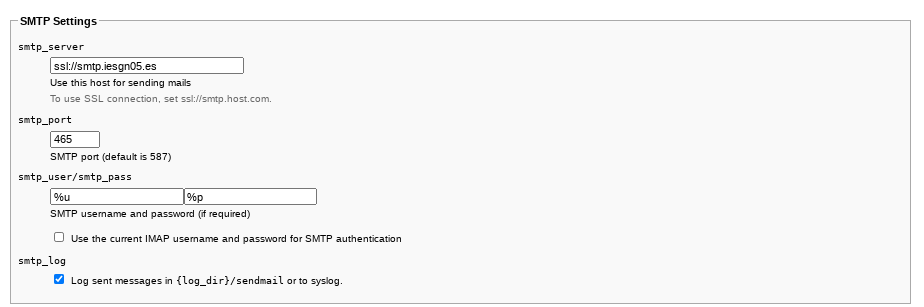 SMTP Settings
smtp_server
ssl://smtp.iesgn05.es
Use this host for sending mails
To use SSL connection, set ssl://smtp.host.com.
smtp_port
465
SMTP port (default is 587)
smtp_user/smtp_pass
%u %p
SMTP username and password (if required)
Use the current IMAP username and password for SMTP authentication
smtp_log
Log sent messages in {log_dir}/sendmail or to syslog.